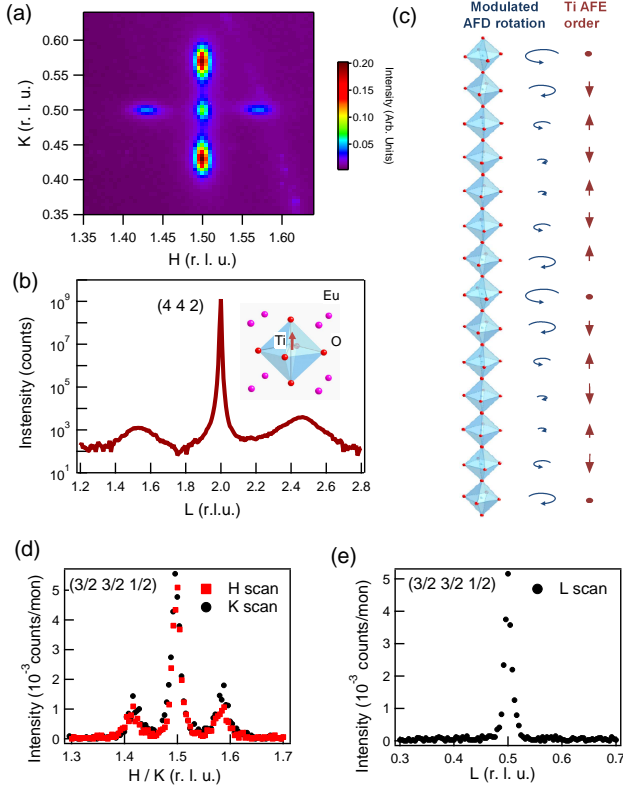 (a)
K (r. l. u.)
0.60
0.55
0.50
0.45
0.40
0.35
1.35 1.40 1.45 1.50 1.55 1.60
H (r. l. u.)
0.20
0.15
0.10
0.05
Intensity (Arb. Units)
(b)
(4 4 2)
Eu
Ti
O
Instensity (counts)
10^9
10^7
10^5
10^3
10^1
1.2 1.4 1.6 1.8 2.0 2.2 2.4 2.6 2.8
L (r.l.u.)
(c)
Modulated
AFD rotation
Ti AFE
order
(d)
(3/2 3/2 1/2)
H scan
K scan
Intensity (10^-3 counts/mon)
5
4
3
2
1
0
1.3 1.4 1.5 1.6 1.7
H / K (r. l. u.)
(e)
(3/2 3/2 1/2)
L scan
Intensity (10^-3 counts/mon)
5
4
3
2
1
0
0.3 0.4 0.5 0.6 0.7
L (r. l. u.)